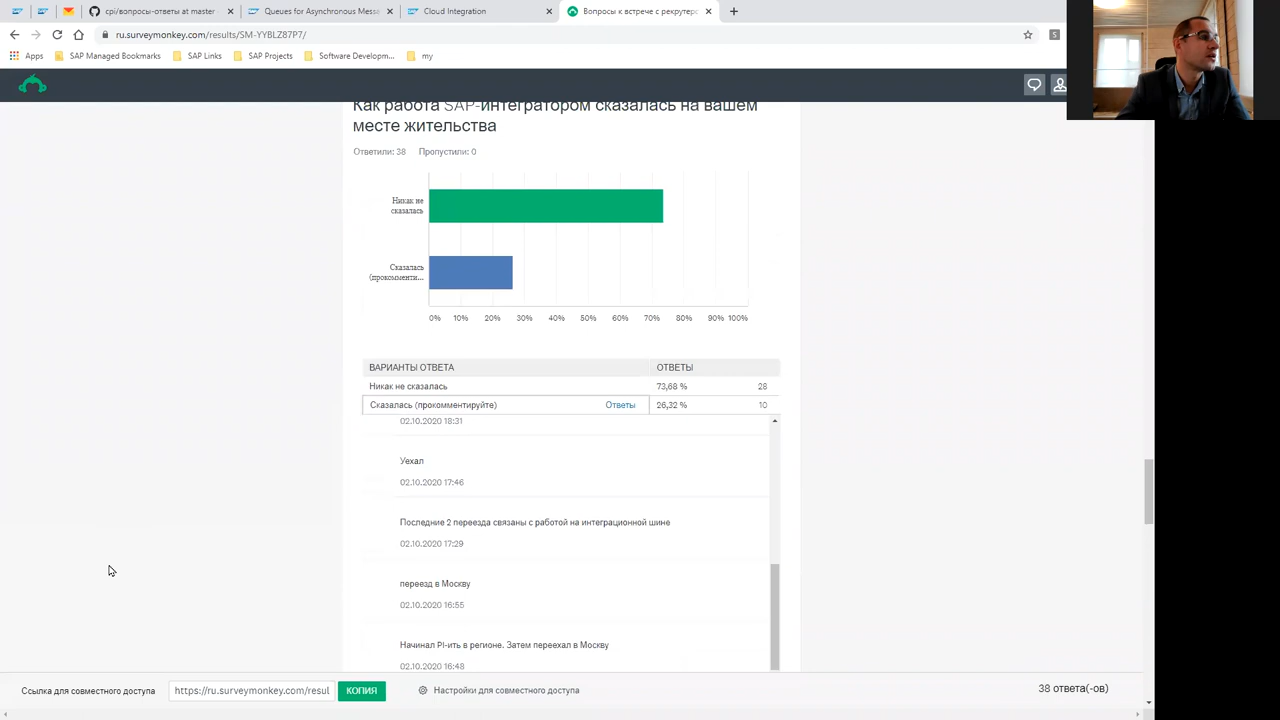 cpi/вопросы-ответы at master
Queues for Asynchronous Messa
Cloud Integration
Вопросы к встрече с рекрутеро
ru.surveymonkey.com/results/SM-YYBLZ87P7/
S
Apps
SAP Managed Bookmarks
SAP Links
SAP Projects
Software Developm...
my
Как работа SAP-интегратором сказалась на вашем
месте жительства
Ответили: 38 Пропустили: 0
Никак не
сказалась
Сказалась
(прокомменти...
0% 10% 20% 30% 40% 50% 60% 70% 80% 90% 100%
ВАРИАНТЫ ОТВЕТА ОТВЕТЫ
Никак не сказалась 73,68 % 28
Сказалась (прокомментируйте) Ответы 26,32 % 10
02.10.2020 18:31
Уехал
02.10.2020 17:46
Последние 2 переезда связаны с работой на интеграционной шине
02.10.2020 17:29
переезд в Москву
02.10.2020 16:55
Начинал PI-ить в регионе. Затем переехал в Москву
02.10.2020 16:48
Ссылка для совместного доступа
https://ru.surveymonkey.com/resul
КОПИЯ
Настройки для совместного доступа
38 ответа(-ов)